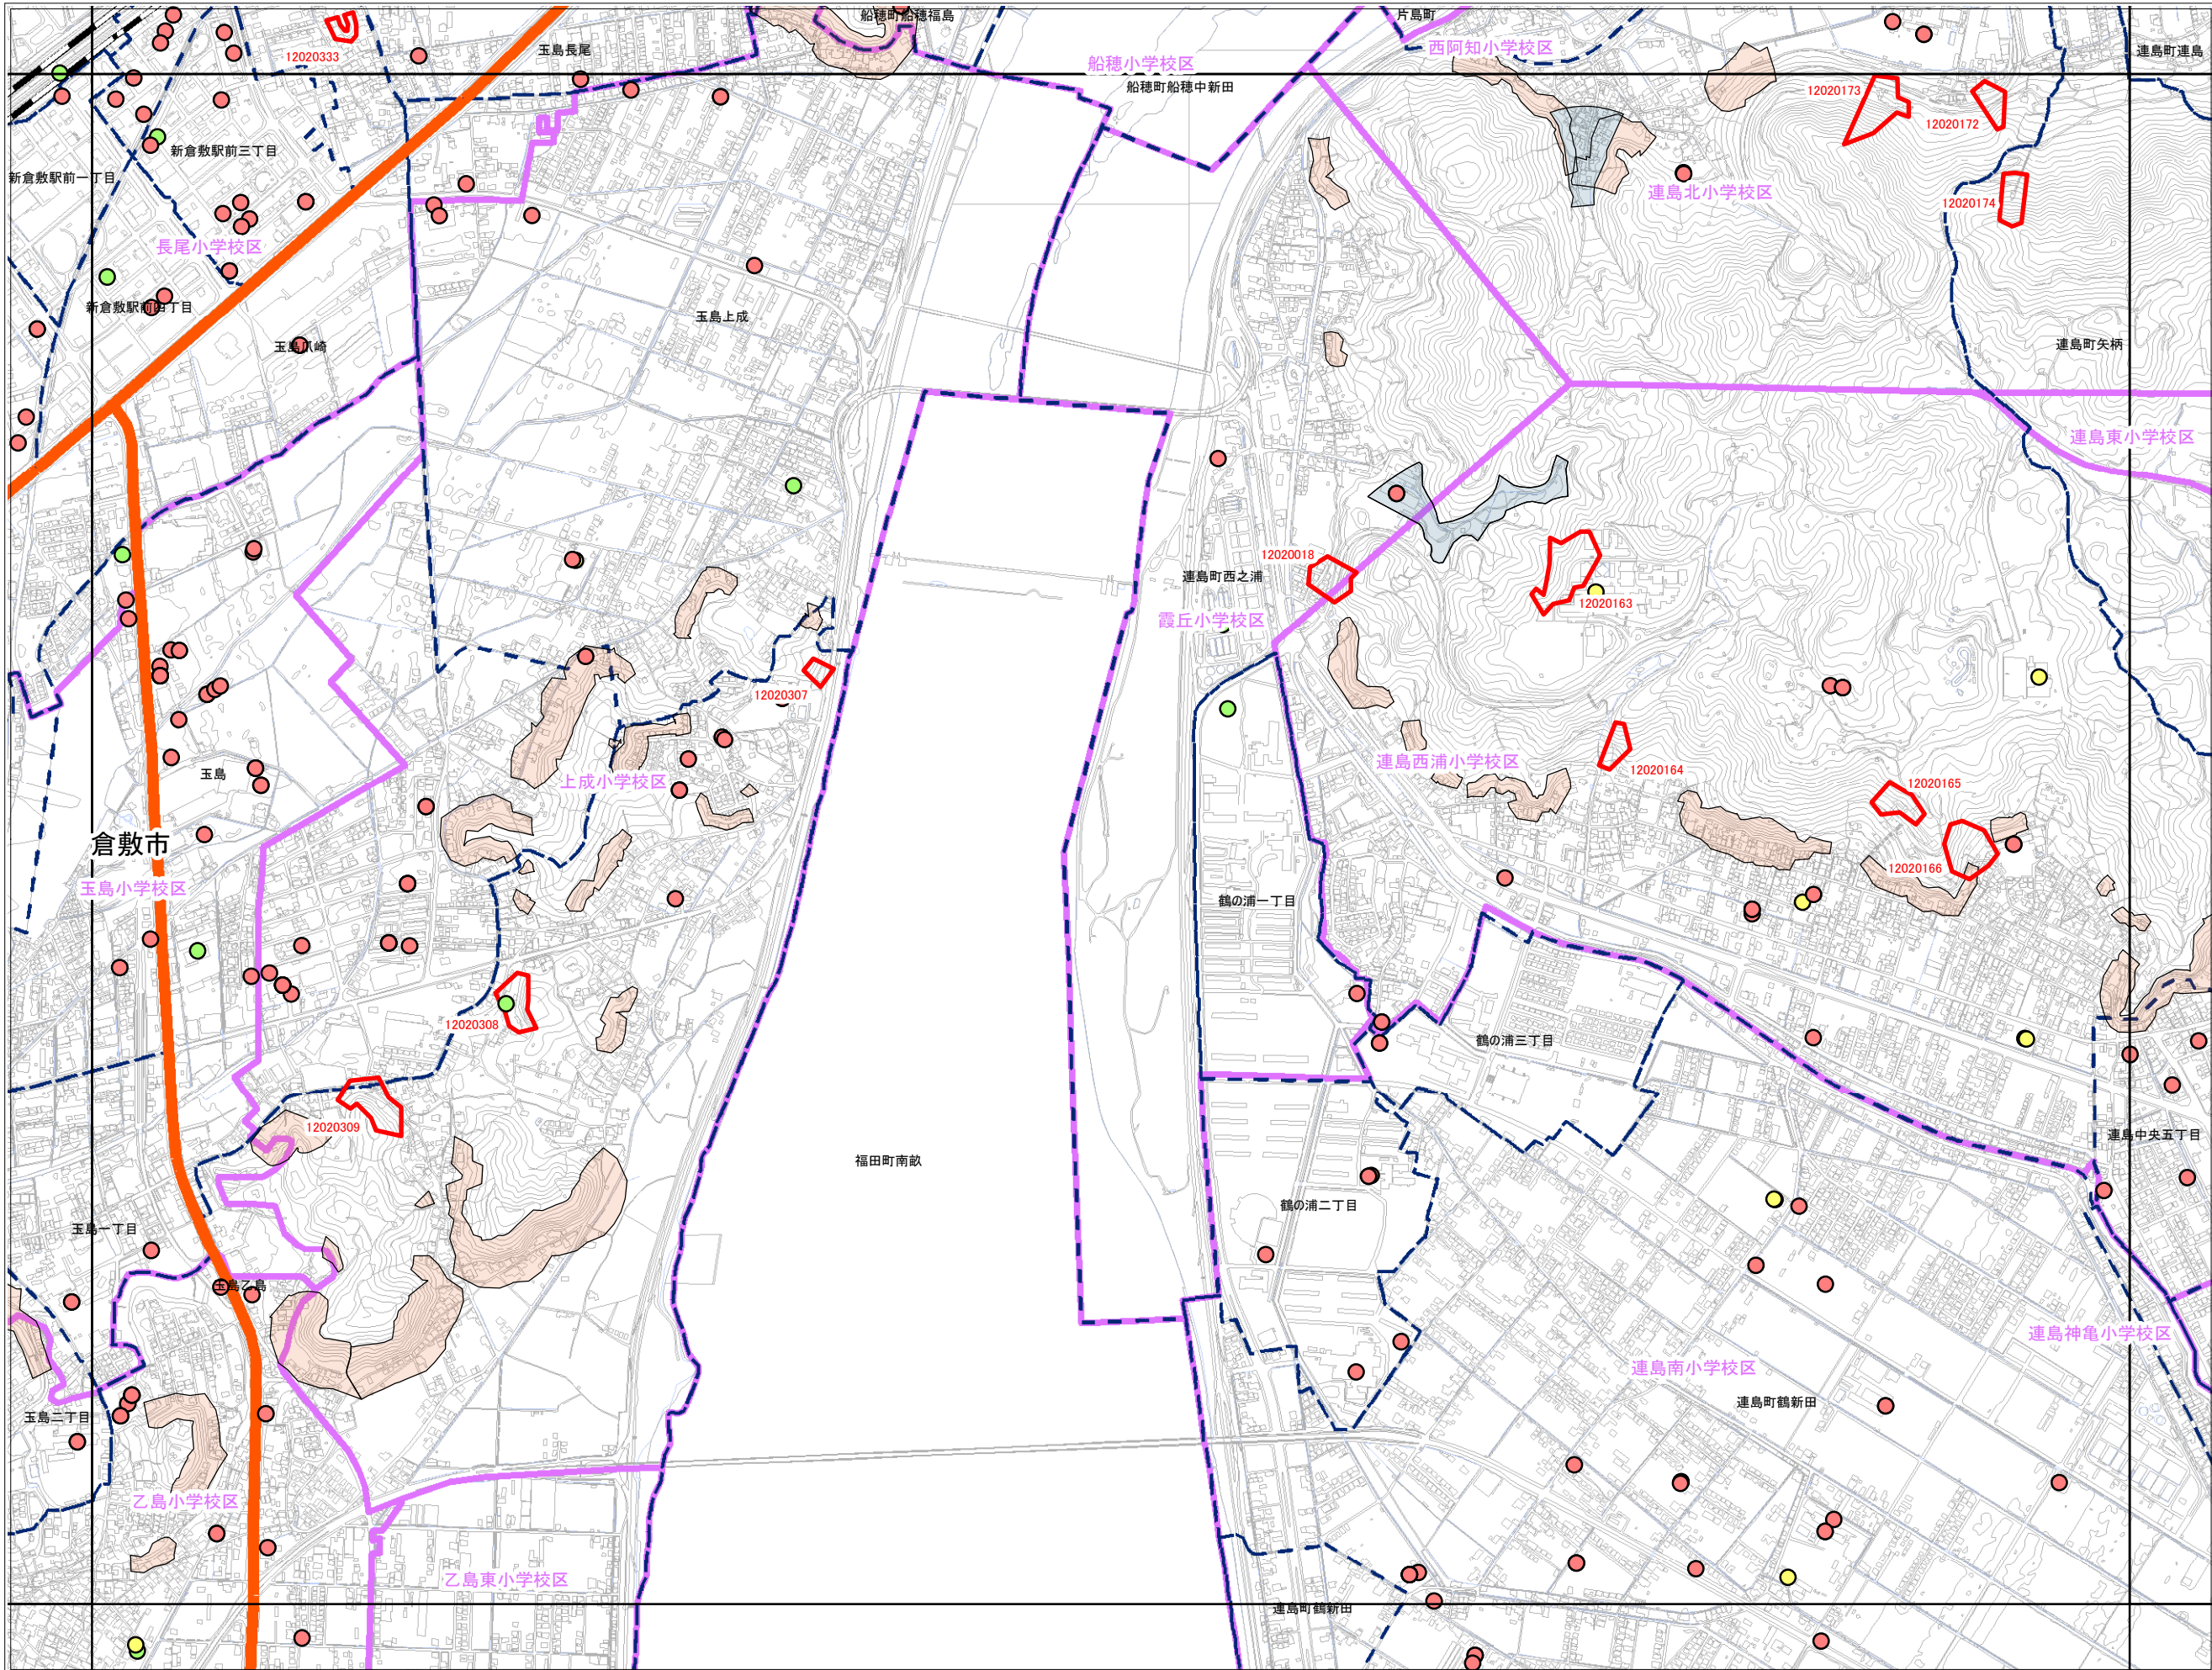 船穂町船穂福島
片島町
玉島長尾
西阿知小学校区
連島町連島
12020333
船穂小学校区
船穂町船穂中新田
12020173
12020172
新倉敷駅前三丁目
新倉敷駅前一丁目
連島北小学校区
12020174
長尾小学校区
新倉敷駅前四丁目
玉島上成
玉島爪崎
連島町矢柄
連島東小学校区
12020018
連島町西之浦
12020163
霞丘小学校区
12020307
連島西浦小学校区
12020164
玉島
上成小学校区
12020165
倉敷市
12020166
玉島小学校区
鶴の浦一丁目
12020308
鶴の浦三丁目
12020309
連島中央五丁目
福田町南畝
鶴の浦二丁目
玉島一丁目
玉島乙島
連島神亀小学校区
連島南小学校区
連島町鶴新田
玉島二丁目
乙島小学校区
乙島東小学校区
連島町鶴新田